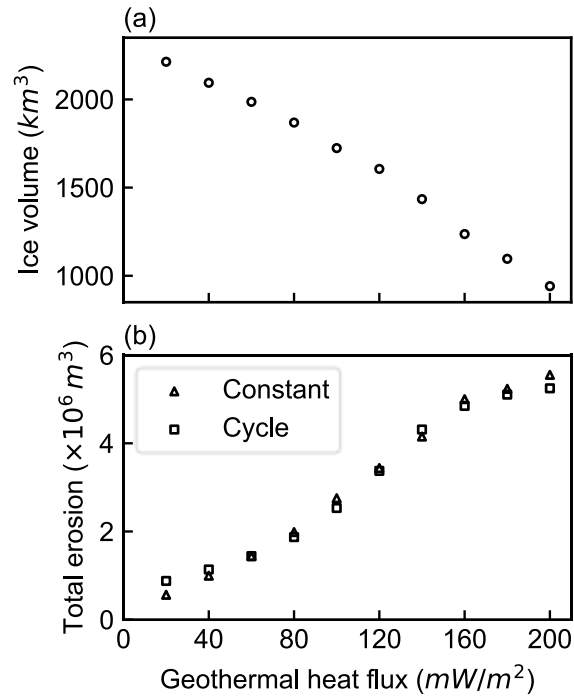 (a)
Ice volume (km³)
2000
1500
1000
(b)
Total erosion (×10⁶ m³)
6
4
2
0
Constant
Cycle
0 40 80 120 160 200
Geothermal heat flux (mW/m²)